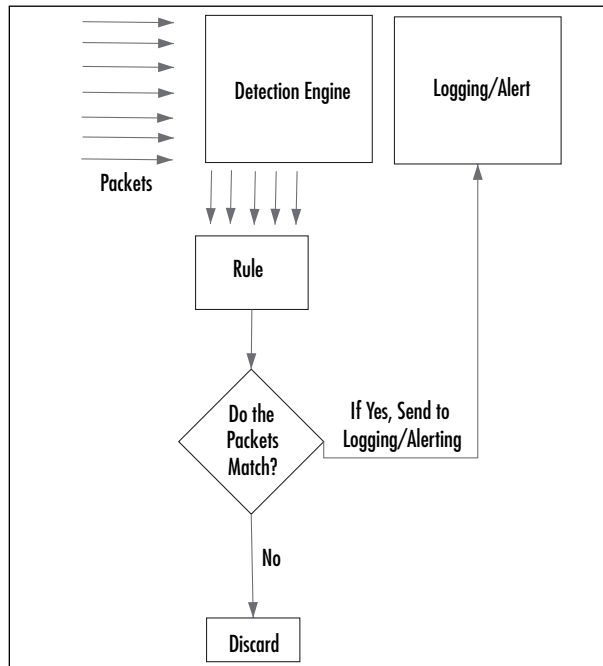 Detection Engine
Logging/Alert
Packets
Rule
Do the
Packets
Match?
If Yes, Send to
Logging/Alerting
No
Discard